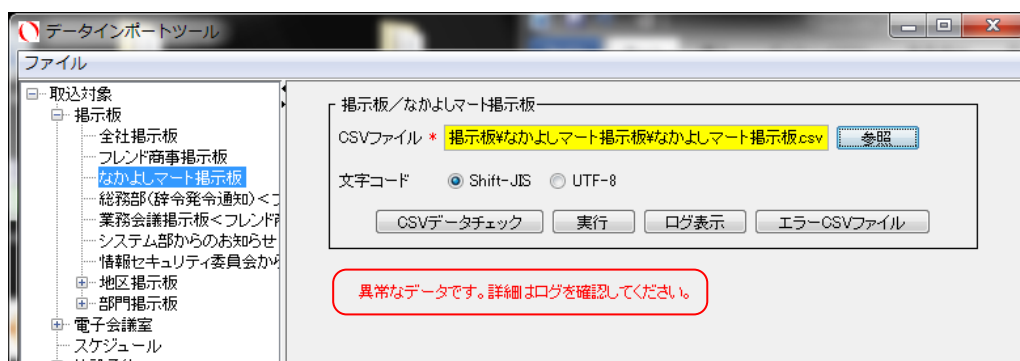 データインポートツール
ファイル
取込対象
掲示板
全社掲示板
フレンド商事掲示板
なかよしマート掲示板
総務部(辞令発令通知)<フ
業務会議掲示板<フレンド商
システム部からのお知らせ
情報セキュリティ委員会から
地区掲示板
部門掲示板
電子会議室
スケジュール
掲示板／なかよしマート掲示板
CSVファイル * 掲示板¥なかよしマート掲示板¥なかよしマート掲示板.csv 参照
文字コード Shift-JIS UTF-8
CSVデータチェック 実行 ログ表示 エラーCSVファイル
異常なデータです。詳細はログを確認してください。